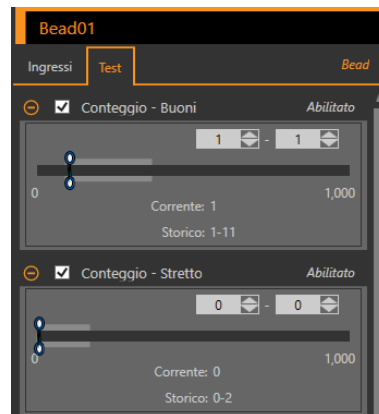 Bead01
Ingressi Test Bead
Conteggio - Buoni Abilitato
1 - 1
0 1,000
Corrente: 1
Storico: 1-11
Conteggio - Stretto Abilitato
0 - 0
0 1,000
Corrente: 0
Storico: 0-2